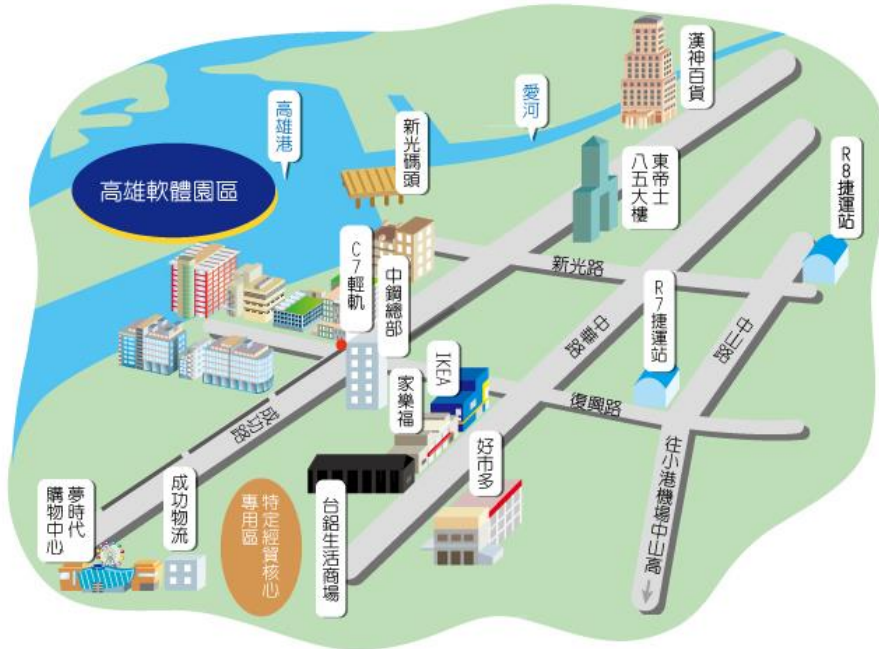 漢神百貨
愛河
高雄港
新光碼頭
高雄軟體園區
東帝士
八五大樓
R8捷運站
C7輕軌
中鋼總部
新光路
R7捷運站
中華路
中山路
IKEA
家樂福
復興路
成功路
好市多
夢時代
購物中心
成功物流
特定經貿核心
專用區
台鋁生活商場
往小港機場中山高